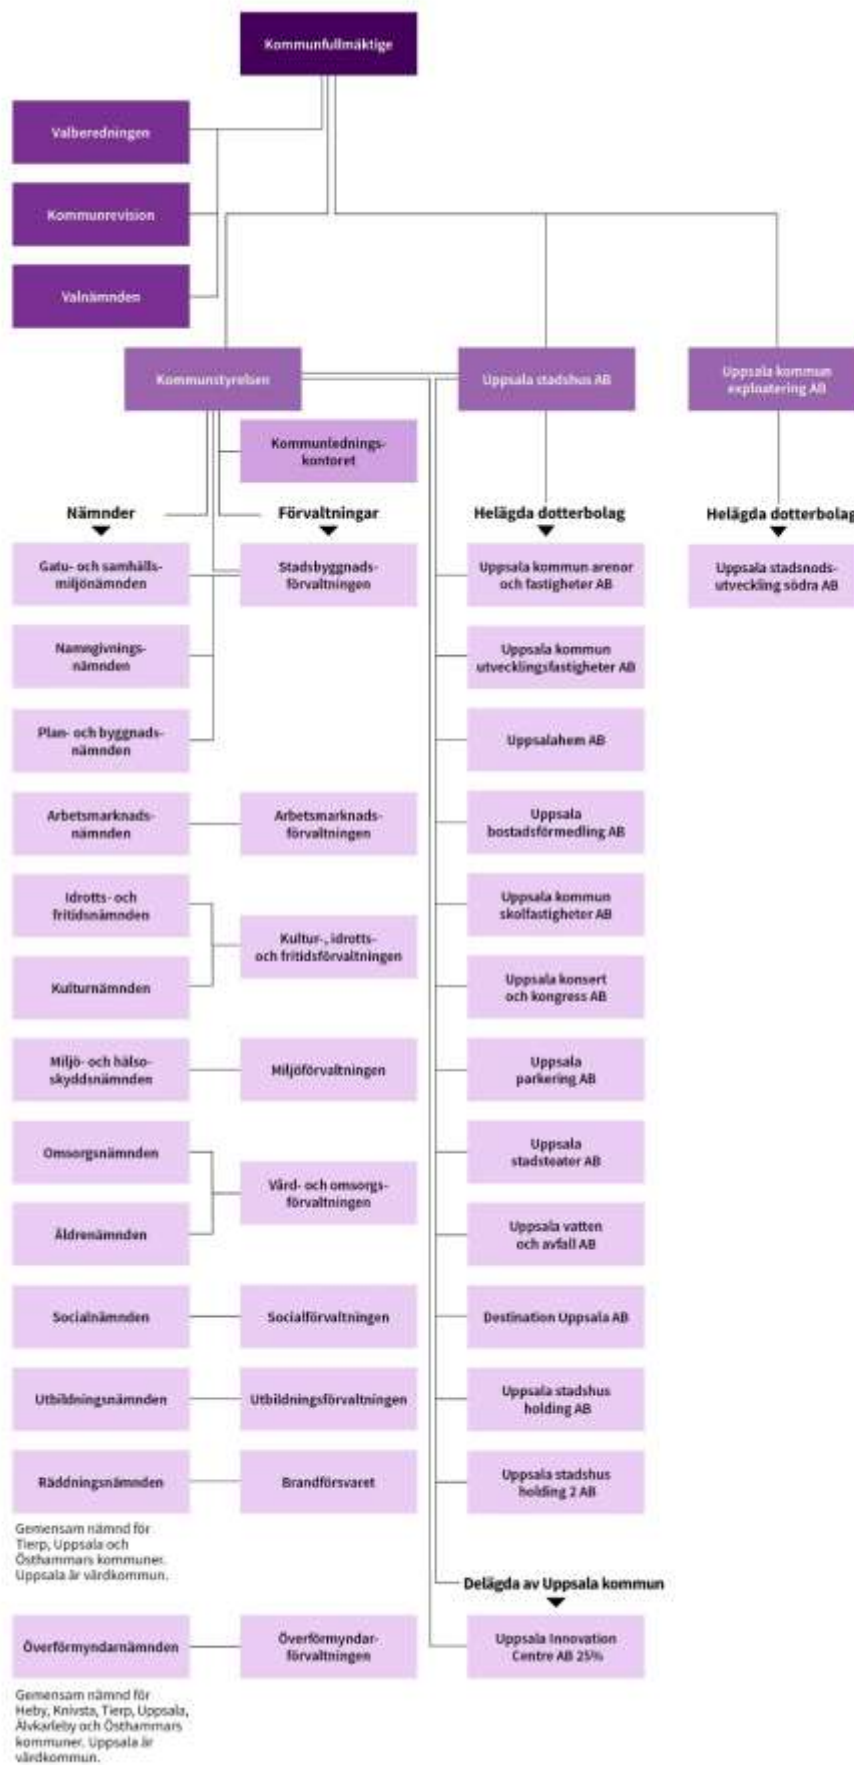 Kommunfullmäktige
Valberedningen
Kommunrevision
Valnämnden
Kommunstyrelsen
Uppsala stadshus AB
Uppsala kommun
exploatering AB
Kommunlednings-
kontoret
Nämnder
Förvaltningar
Helägda dotterbolag
Helägda dotterbolag
Gatu- och samhälls-
miljönämnden
Stadsbyggnads-
förvaltningen
Uppsala kommun arenor
och fastigheter AB
Uppsala stadsnods-
utveckling södra AB
Namngivnings-
nämnden
Uppsala kommun
utvecklingsfastigheter AB
Plan- och byggnads-
nämnden
Uppsalahem AB
Arbetsmarknads-
nämnden
Arbetsmarknads-
förvaltningen
Uppsala
bostadsförmedling AB
Idrotts- och
fritidsnämnden
Kultur-, idrotts-
och fritidsförvaltningen
Uppsala kommun
skolfastigheter AB
Kulturnämnden
Uppsala konsert
och kongress AB
Miljö- och hälso-
skyddsnämnden
Miljöförvaltningen
Uppsala
parkering AB
Omsorgsnämnden
Vård- och omsorgs-
förvaltningen
Uppsala
stadsteater AB
Äldrenämnden
Uppsala vatten
och avfall AB
Socialnämnden
Socialförvaltningen
Destination Uppsala AB
Utbildningsnämnden
Utbildningsförvaltningen
Uppsala stadshus
holding AB
Räddningsnämnden
Brandförsvaret
Uppsala stadshus
holding 2 AB
Gemensam nämnd för
Tierp, Uppsala och
Östhammars kommuner.
Uppsala är värdkommun.
Delägda av Uppsala kommun
Överförmyndarnämnden
Överförmyndar-
förvaltningen
Uppsala Innovation
Centre AB 25%
Gemensam nämnd för
Heby, Knivsta, Tierp, Uppsala,
Älvkarleby och Östhammars
kommuner. Uppsala är
värdkommun.